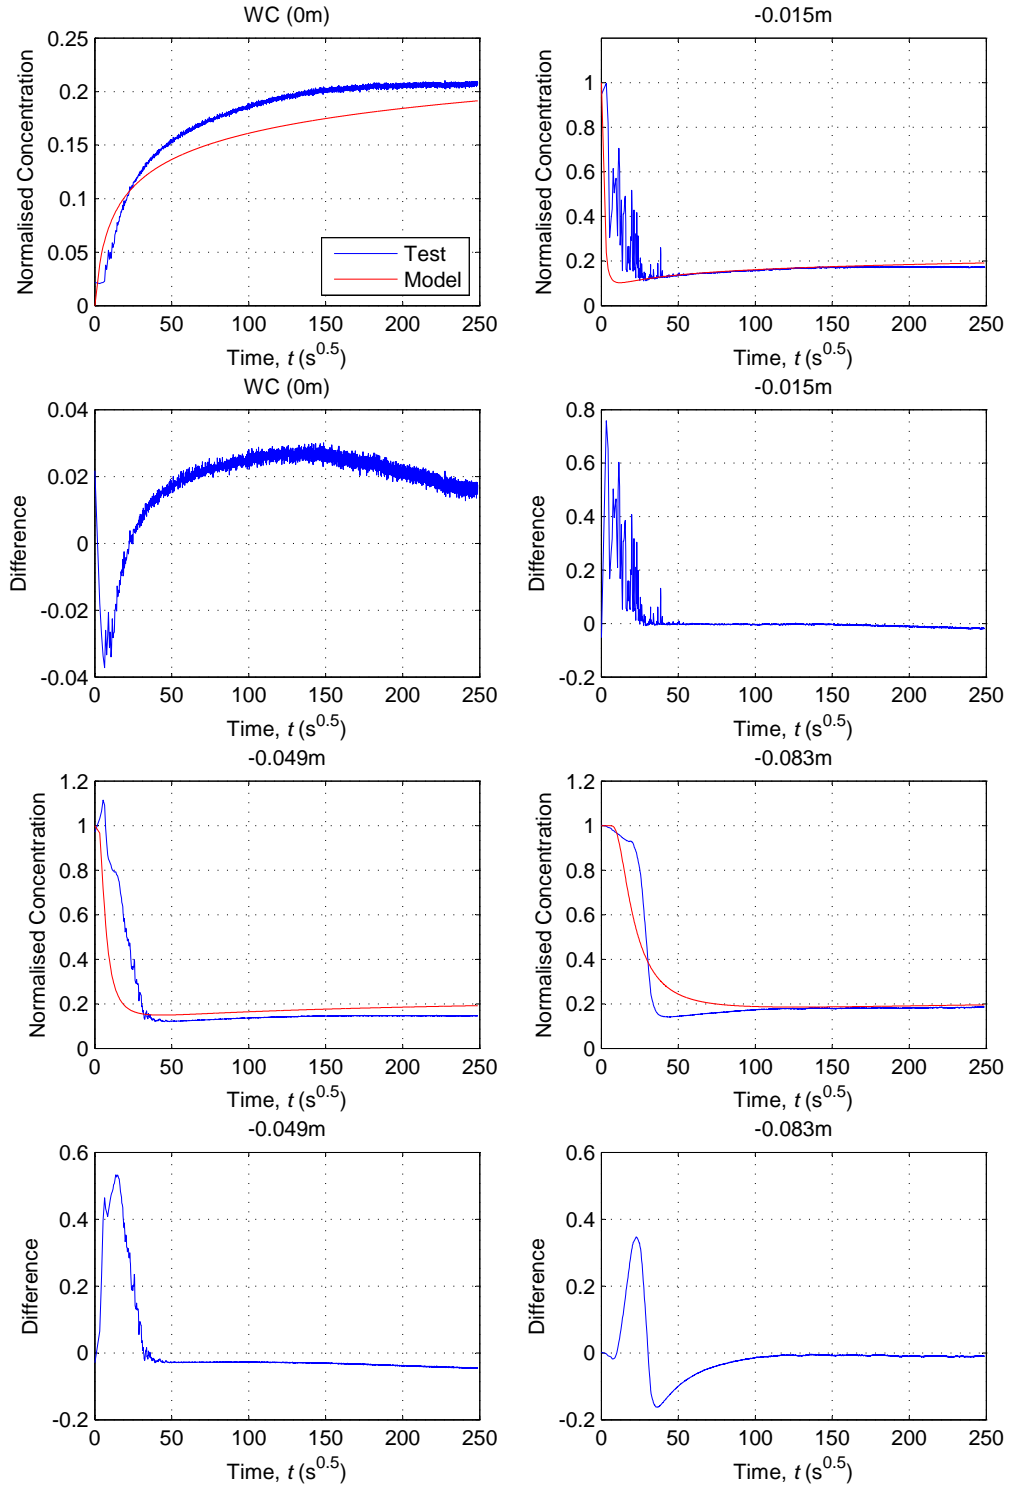 WC (0m)
Normalised Concentration
0.25
0.2
0.15
0.1
0.05
0
Test
Model
0 50 100 150 200 250
Time, t (s^0.5)
-0.015m
Normalised Concentration
1
0.8
0.6
0.4
0.2
0
0 50 100 150 200 250
Time, t (s^0.5)
WC (0m)
Difference
0.04
0.02
0
-0.02
-0.04
0 50 100 150 200 250
Time, t (s^0.5)
-0.015m
Difference
0.8
0.6
0.4
0.2
0
-0.2
0 50 100 150 200 250
Time, t (s^0.5)
-0.049m
Normalised Concentration
1.2
1
0.8
0.6
0.4
0.2
0
0 50 100 150 200 250
Time, t (s^0.5)
-0.083m
Normalised Concentration
1.2
1
0.8
0.6
0.4
0.2
0
0 50 100 150 200 250
Time, t (s^0.5)
-0.049m
Difference
0.6
0.4
0.2
0
-0.2
0 50 100 150 200 250
Time, t (s^0.5)
-0.083m
Difference
0.6
0.4
0.2
0
-0.2
0 50 100 150 200 250
Time, t (s^0.5)